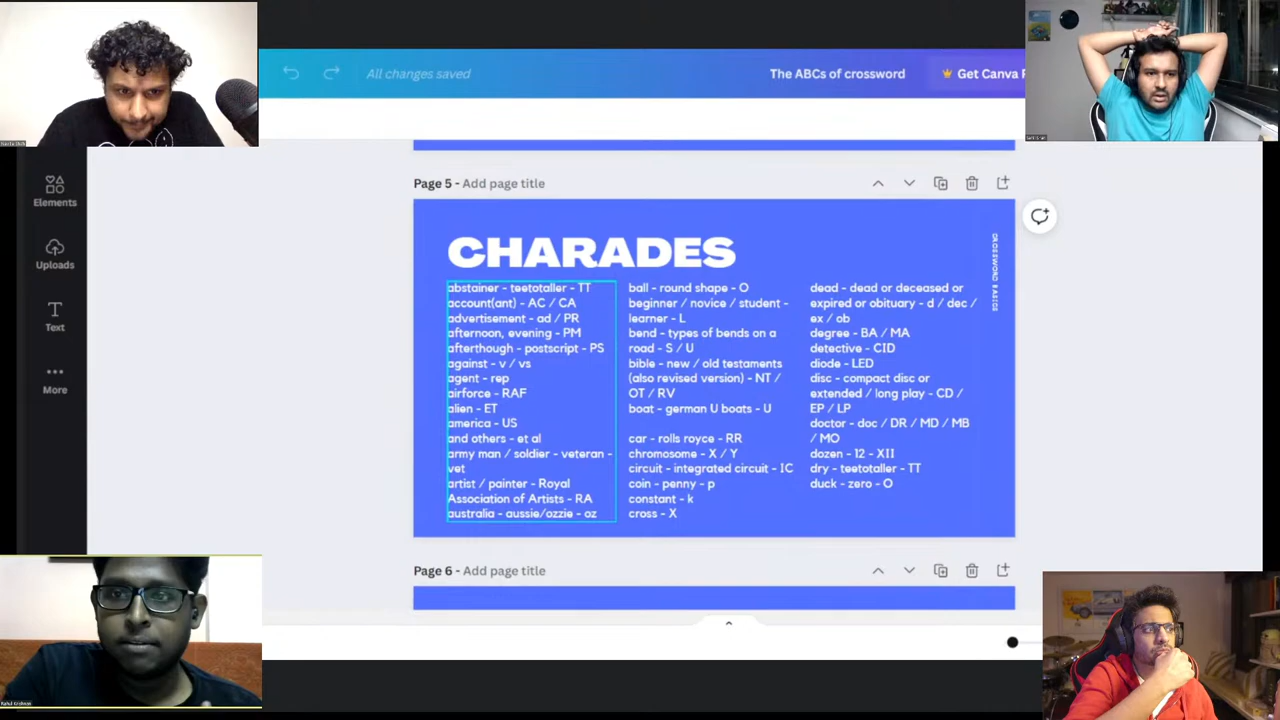 All changes saved
The ABCs of crossword
Get Canva
Elements
Uploads
Text
More
Page 5 - Add page title
CHARADES
CROSSWORD BASICS
abstainer - teetotaller - TT
account(ant) - AC / CA
advertisement - ad / PR
afternoon, evening - PM
afterthough - postscript - PS
against - v / vs
agent - rep
airforce - RAF
alien - ET
america - US
and others - et al
army man / soldier - veteran -
vet
artist / painter - Royal
Association of Artists - RA
australia - aussie/ozzie - oz
ball - round shape - O
beginner / novice / student -
learner - L
bend - types of bends on a
road - S / U
bible - new / old testaments
(also revised version) - NT /
OT / RV
boat - german U boats - U
car - rolls royce - RR
chromosome - X / Y
circuit - integrated circuit - IC
coin - penny - p
constant - k
cross - X
dead - dead or deceased or
expired or obituary - d / dec /
ex / ob
degree - BA / MA
detective - CID
diode - LED
disc - compact disc or
extended / long play - CD /
EP / LP
doctor - doc / DR / MD / MB
/ MO
dozen - 12 - XII
dry - teetotaller - TT
duck - zero - O
Page 6 - Add page title